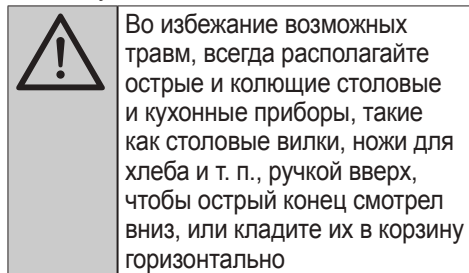 Во избежание возможных
травм, всегда располагайте
острые и колющие столовые
и кухонные приборы, такие
как столовые вилки, ножи для
хлеба и т. п., ручкой вверх,
чтобы острый конец смотрел
вниз, или кладите их в корзину
горизонтально